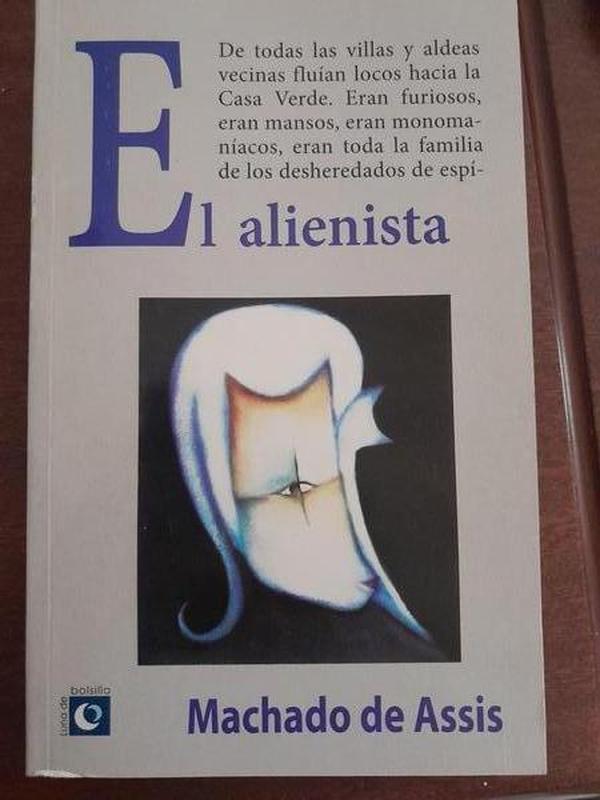 De todas las villas y aldeas
vecinas fluían locos hacia la
Casa Verde. Eran furiosos,
eran mansos, eran monoma-
níacos, eran toda la familia
de los desheredados de espí-
El alienista
Luna de
bolsillo
Machado de Assis